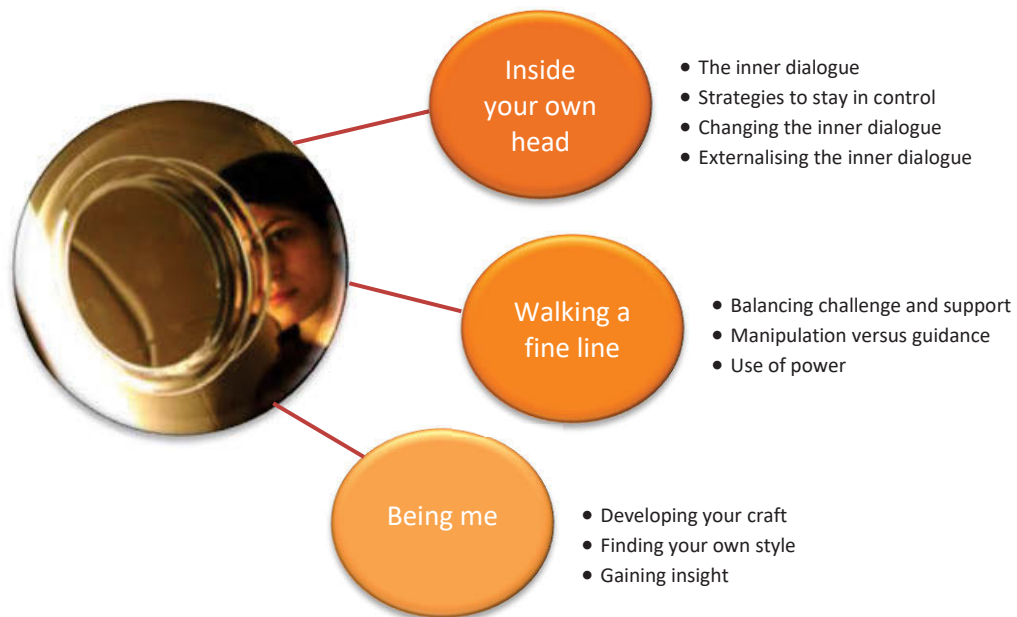 Inside
your own
head
• The inner dialogue
• Strategies to stay in control
• Changing the inner dialogue
• Externalising the inner dialogue
Walking a
fine line
• Balancing challenge and support
• Manipulation versus guidance
• Use of power
Being me
• Developing your craft
• Finding your own style
• Gaining insight